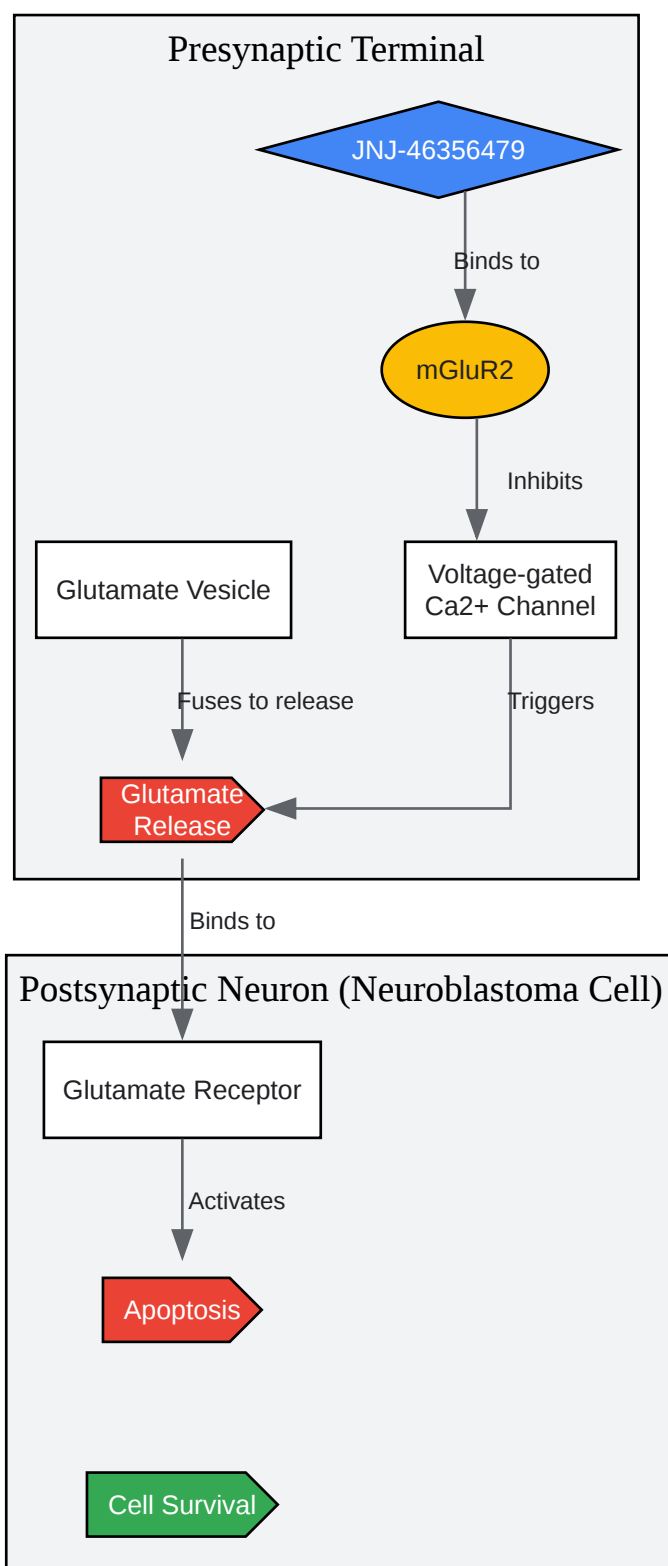 Presynaptic Terminal
JNJ-46356479
Binds to
mGluR2
Inhibits
Glutamate Vesicle
Voltage-gated
Ca2+ Channel
Fuses to release
Triggers
Glutamate
Release
Binds to
Postsynaptic Neuron (Neuroblastoma Cell)
Glutamate Receptor
Activates
Apoptosis
Cell Survival